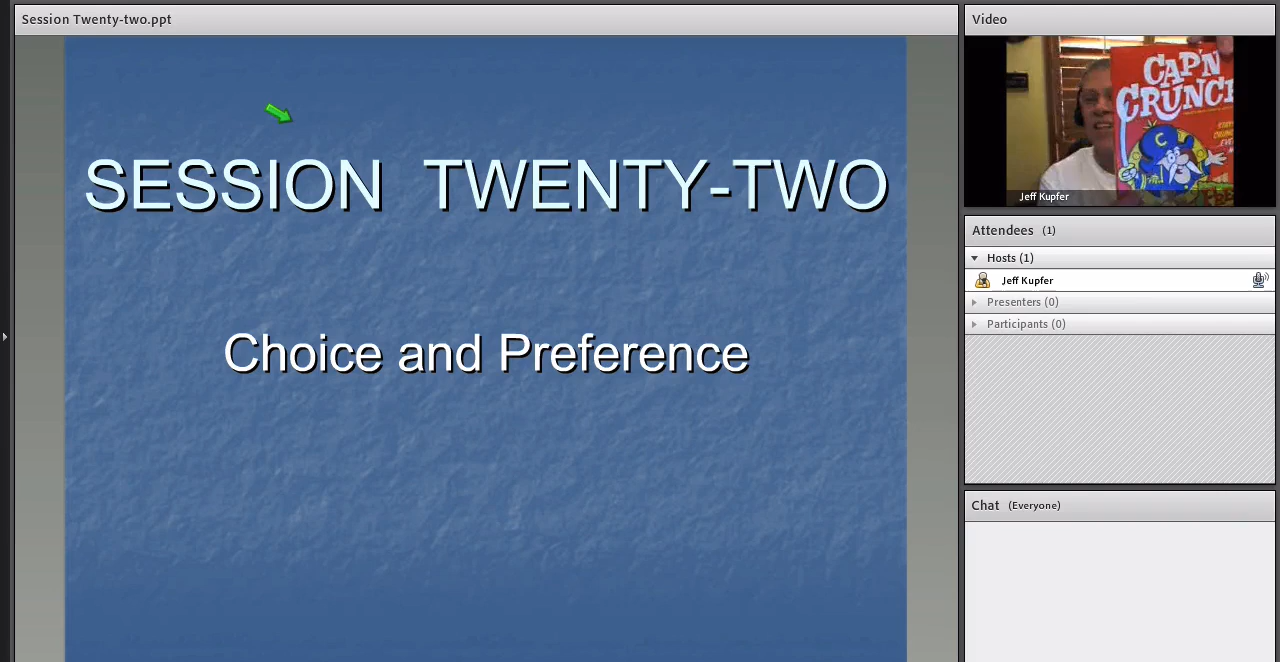 Session Twenty-two.ppt
SESSION TWENTY-TWO
Choice and Preference
Video
CAP'N
CRUNCH
C
Jeff Kupfer
Attendees (1)
Hosts (1)
Jeff Kupfer
Presenters (0)
Participants (0)
Chat (Everyone)